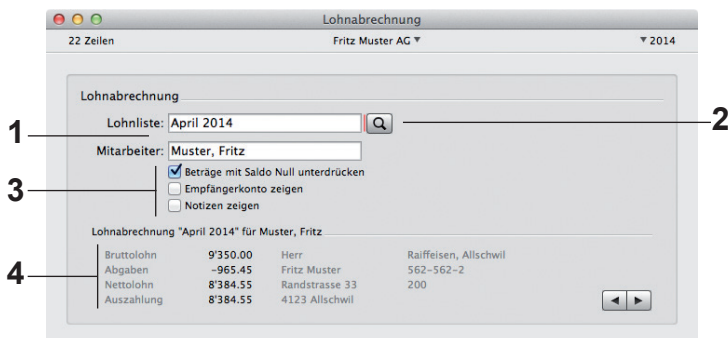 Lohnabrechnung
22 Zeilen Fritz Muster AG ▼ ▼ 2014
Lohnabrechnung
Lohnliste: April 2014 2
1
Mitarbeiter: Muster, Fritz
Beträge mit Saldo Null unterdrücken
3 Empfängerkonto zeigen
Notizen zeigen
Lohnabrechnung "April 2014" für Muster, Fritz
Bruttolohn 9'350.00 Herr Raiffeisen, Allschwil
4 Abgaben -965.45 Fritz Muster 562-562-2
Nettolohn 8'384.55 Randstrasse 33 200
Auszahlung 8'384.55 4123 Allschwil